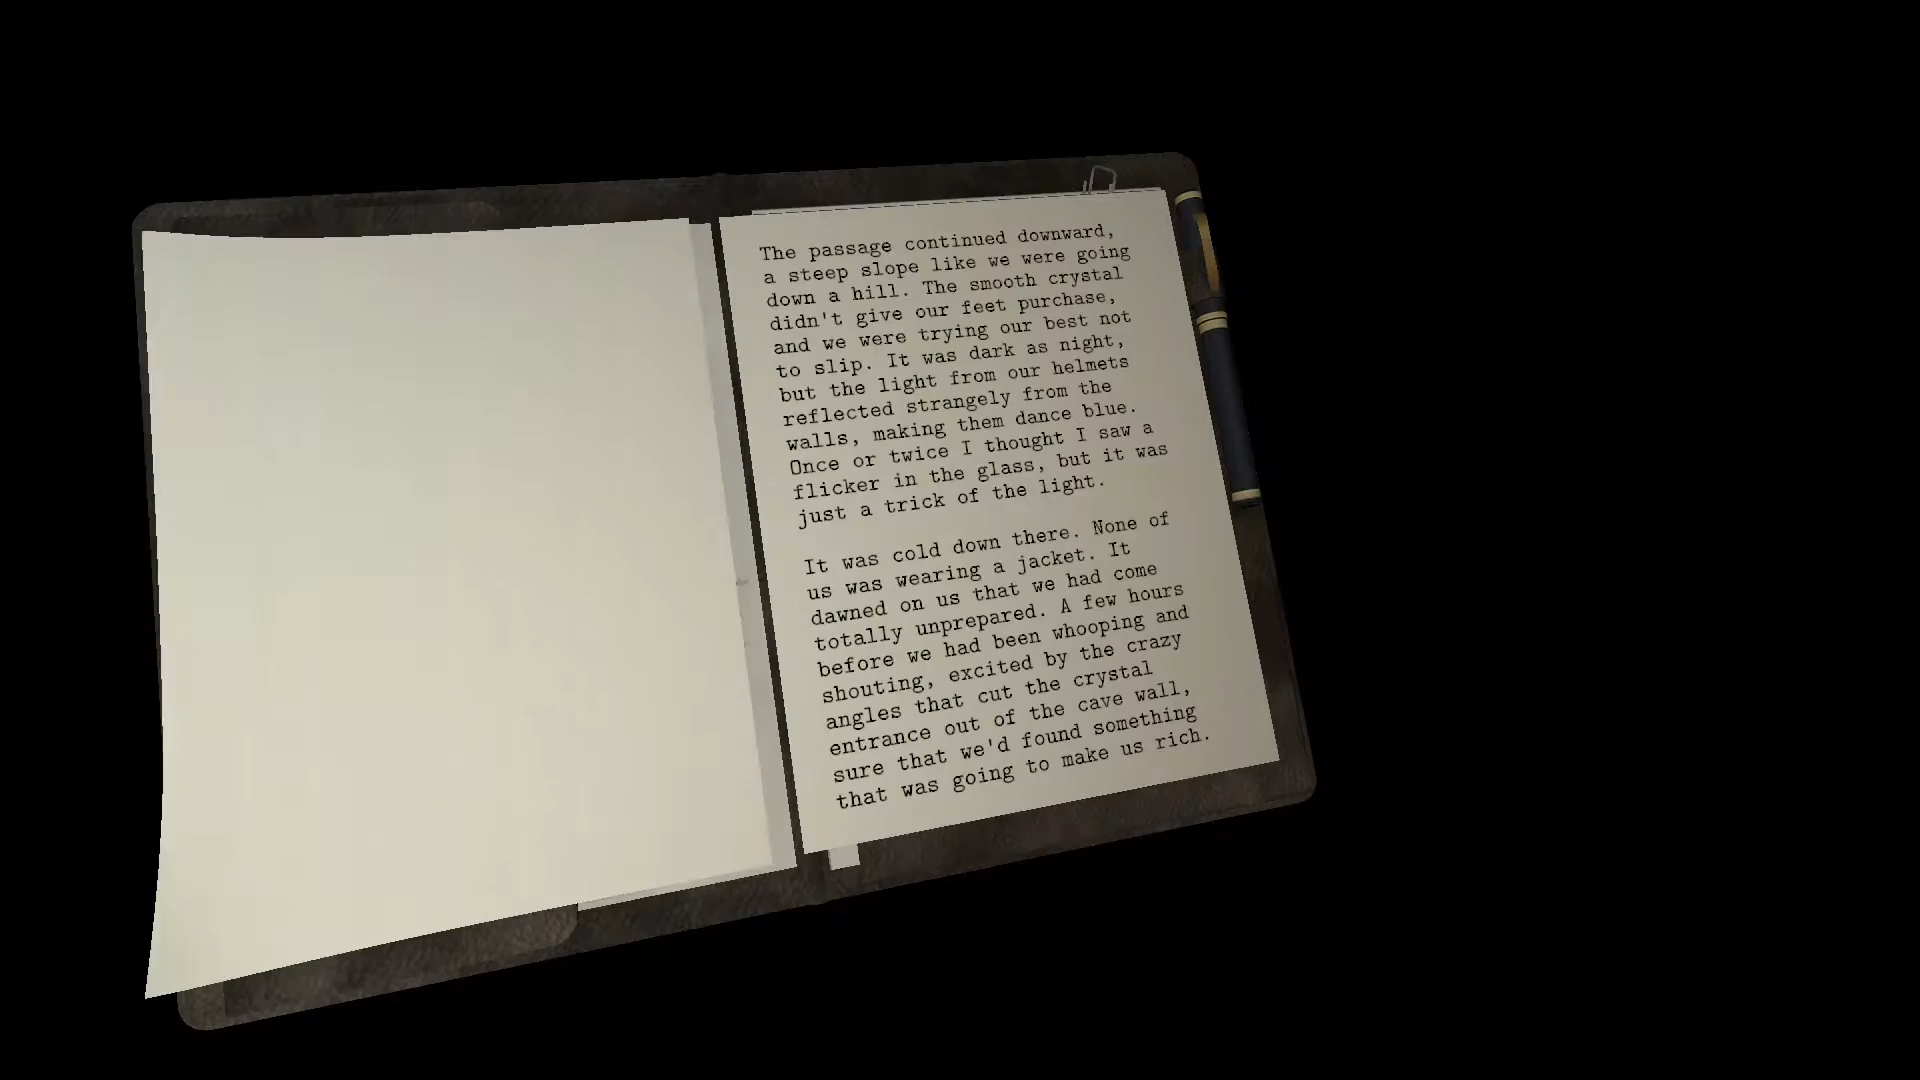 The passage continued downward,
a steep slope like we were going
down a hill. The smooth crystal
didn't give our feet purchase,
and we were trying our best not
to slip. It was dark as night,
but the light from our helmets
reflected strangely from the
walls, making them dance blue.
Once or twice I thought I saw a
flicker in the glass, but it was
just a trick of the light.
It was cold down there. None of
us was wearing a jacket. It
dawned on us that we had come
totally unprepared. A few hours
before we had been whooping and
shouting, excited by the crazy
angles that cut the crystal
entrance out of the cave wall,
sure that we'd found something
that was going to make us rich.